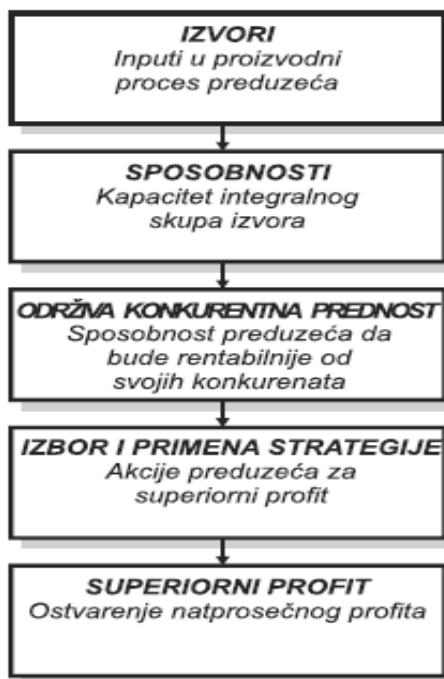 IZVORI
Inputi u proizvodni
proces preduzeća
SPOSOBNOSTI
Kapacitet integralnog
skupa izvora
ODRŽIVA KONKURENTNA PREDNOST
Sposobnost preduzeća da
bude rentabilnije od
svojih konkurenata
IZBOR I PRIMENA STRATEGIJE
Akcije preduzeća za
superiorni profit
SUPERIORNI PROFIT
Ostvarenje natprosečnog profita